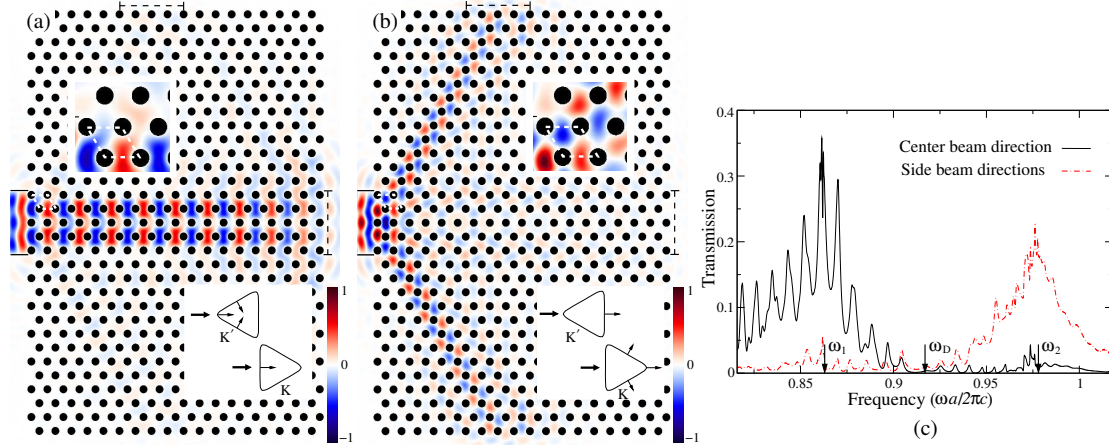 (a)
K′
K
1
0
−1
(b)
K′
K
1
0
−1
0.4
0.3
0.2
0.1
0
Transmission
Center beam direction
Side beam directions
ω1
ωD
ω2
0.85
0.9
0.95
1
Frequency (ωa/2πc)
(c)